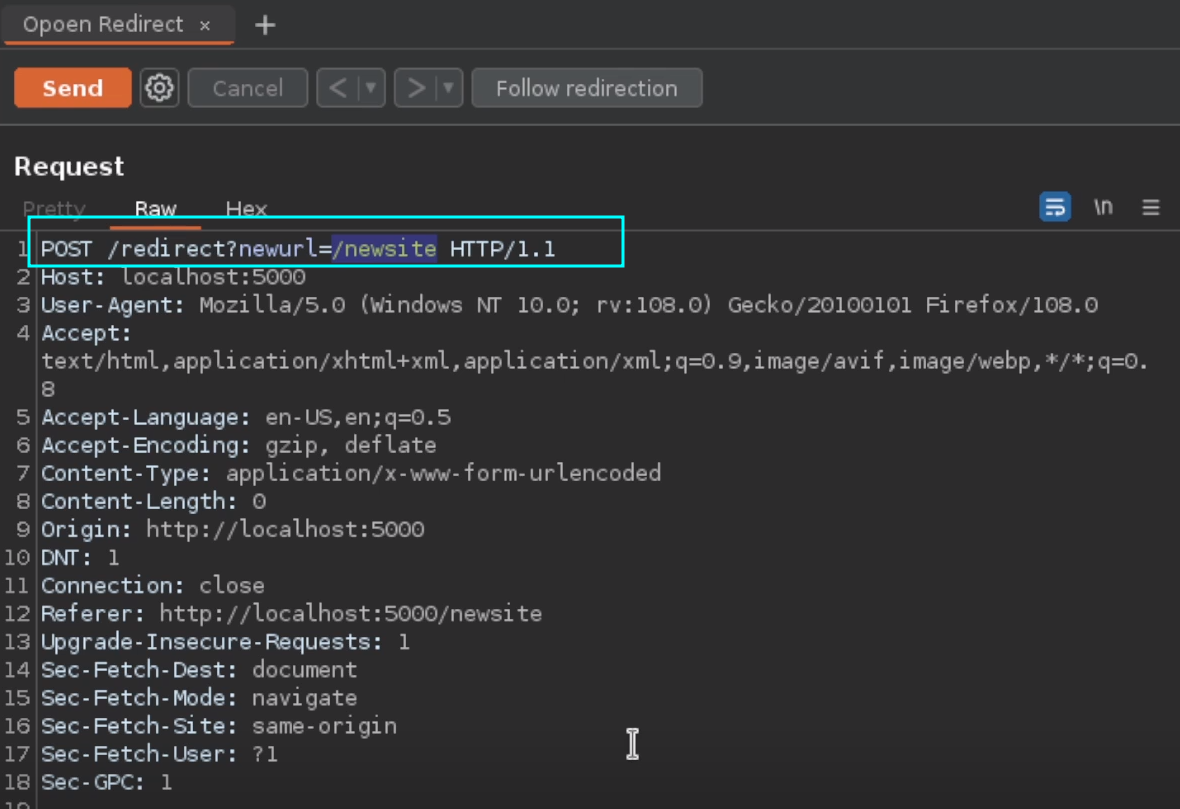 Opoen Redirect × +
Send Cancel < ▾ > ▾ Follow redirection
Request
Pretty Raw Hex \n ≡
1 POST /redirect?newurl=/newsite HTTP/1.1
2 Host: localhost:5000
3 User-Agent: Mozilla/5.0 (Windows NT 10.0; rv:108.0) Gecko/20100101 Firefox/108.0
4 Accept:
text/html,application/xhtml+xml,application/xml;q=0.9,image/avif,image/webp,*/*;q=0.
8
5 Accept-Language: en-US,en;q=0.5
6 Accept-Encoding: gzip, deflate
7 Content-Type: application/x-www-form-urlencoded
8 Content-Length: 0
9 Origin: http://localhost:5000
10 DNT: 1
11 Connection: close
12 Referer: http://localhost:5000/newsite
13 Upgrade-Insecure-Requests: 1
14 Sec-Fetch-Dest: document
15 Sec-Fetch-Mode: navigate
16 Sec-Fetch-Site: same-origin
17 Sec-Fetch-User: ?1
18 Sec-GPC: 1
19